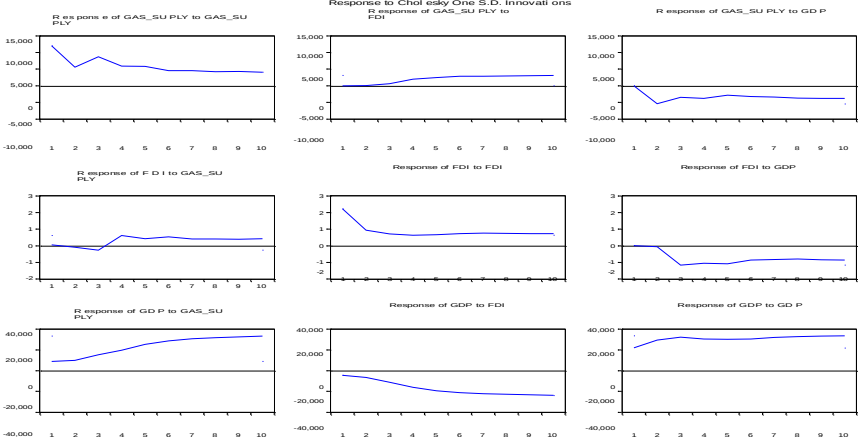 Response to Chol esky One S.D. Innovati ons
R es pons e of GAS_SU PLY to GAS_SU
PLY
R esponse of GAS_SU PLY to
FDI
R esponse of GAS_SU PLY to GD P
15,000
10,000
5,000
0
-5,000
-10,000
1 2 3 4 5 6 7 8 9 10
15,000
10,000
5,000
0
-5,000
-10,000
1 2 3 4 5 6 7 8 9 10
15,000
10,000
5,000
0
-5,000
-10,000
1 2 3 4 5 6 7 8 9 10
R esponse of F D I to GAS_SU
PLY
Response of FDI to FDI
Response of FDI to GDP
3
2
1
0
-1
-2
1 2 3 4 5 6 7 8 9 10
3
2
1
0
-1
-2
1 2 3 4 5 6 7 8 9 10
3
2
1
0
-1
-2
1 2 3 4 5 6 7 8 9 10
R esponse of GD P to GAS_SU
PLY
Response of GDP to FDI
Response of GDP to GD P
40,000
20,000
0
-20,000
-40,000
1 2 3 4 5 6 7 8 9 10
40,000
20,000
0
-20,000
-40,000
1 2 3 4 5 6 7 8 9 10
40,000
20,000
0
-20,000
-40,000
1 2 3 4 5 6 7 8 9 10